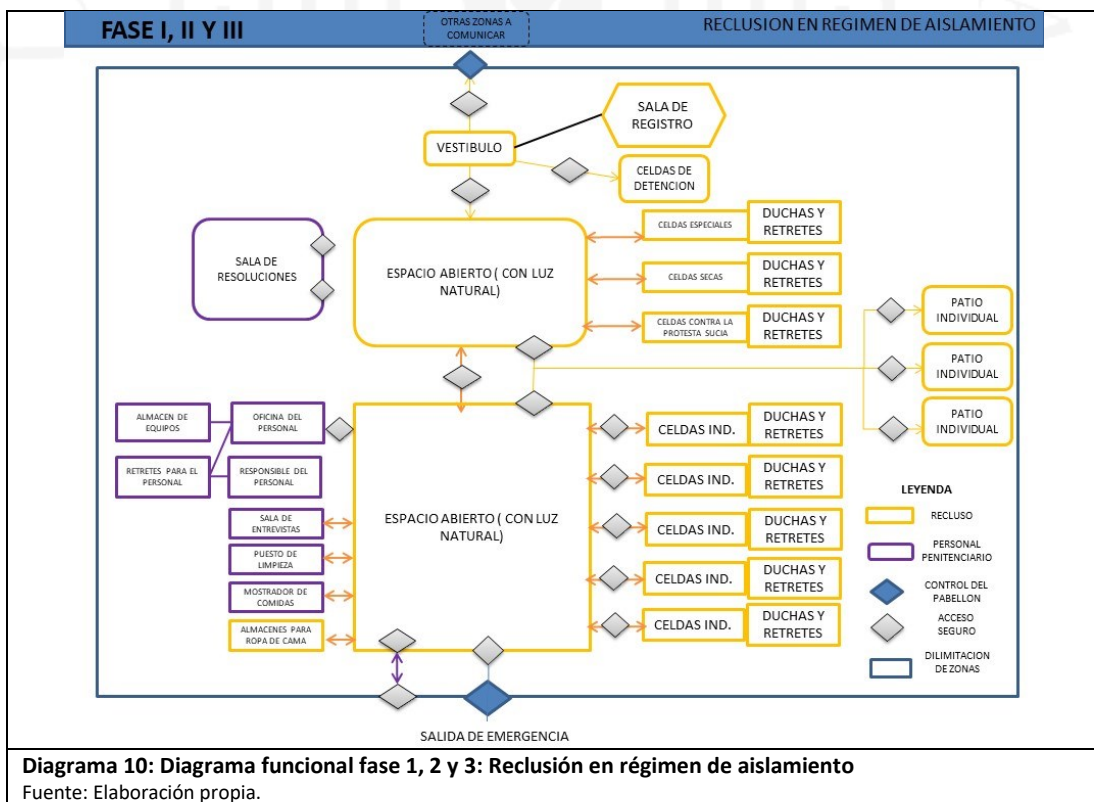 FASE I, II Y III
OTRAS ZONAS A
COMUNICAR
RECLUSION EN REGIMEN DE AISLAMIENTO
SALA DE
REGISTRO
VESTIBULO
CELDAS DE
DETENCION
SALA DE
RESOLUCIONES
ESPACIO ABIERTO ( CON LUZ
NATURAL)
CELDAS ESPECIALES
DUCHAS Y
RETRETES
CELDAS SECAS
DUCHAS Y
RETRETES
CELDAS CONTRA LA
PROTESTA SUCIA
DUCHAS Y
RETRETES
PATIO
INDIVIDUAL
PATIO
INDIVIDUAL
PATIO
INDIVIDUAL
ALMACEN DE
EQUIPOS
OFICINA DEL
PERSONAL
RETRETES PARA EL
PERSONAL
RESPONSIBLE DEL
PERSONAL
SALA DE
ENTREVISTAS
PUESTO DE
LIMPIEZA
MOSTRADOR DE
COMIDAS
ALMACENES PARA
ROPA DE CAMA
ESPACIO ABIERTO ( CON LUZ
NATURAL)
CELDAS IND.
DUCHAS Y
RETRETES
CELDAS IND.
DUCHAS Y
RETRETES
CELDAS IND.
DUCHAS Y
RETRETES
CELDAS IND.
DUCHAS Y
RETRETES
CELDAS IND.
DUCHAS Y
RETRETES
LEYENDA
RECLUSO
PERSONAL
PENITENCIARIO
CONTROL DEL
PABELLON
ACCESO
SEGURO
DILIMITACION
DE ZONAS
SALIDA DE EMERGENCIA
Diagrama 10: Diagrama funcional fase 1, 2 y 3: Reclusión en régimen de aislamiento
Fuente: Elaboración propia.